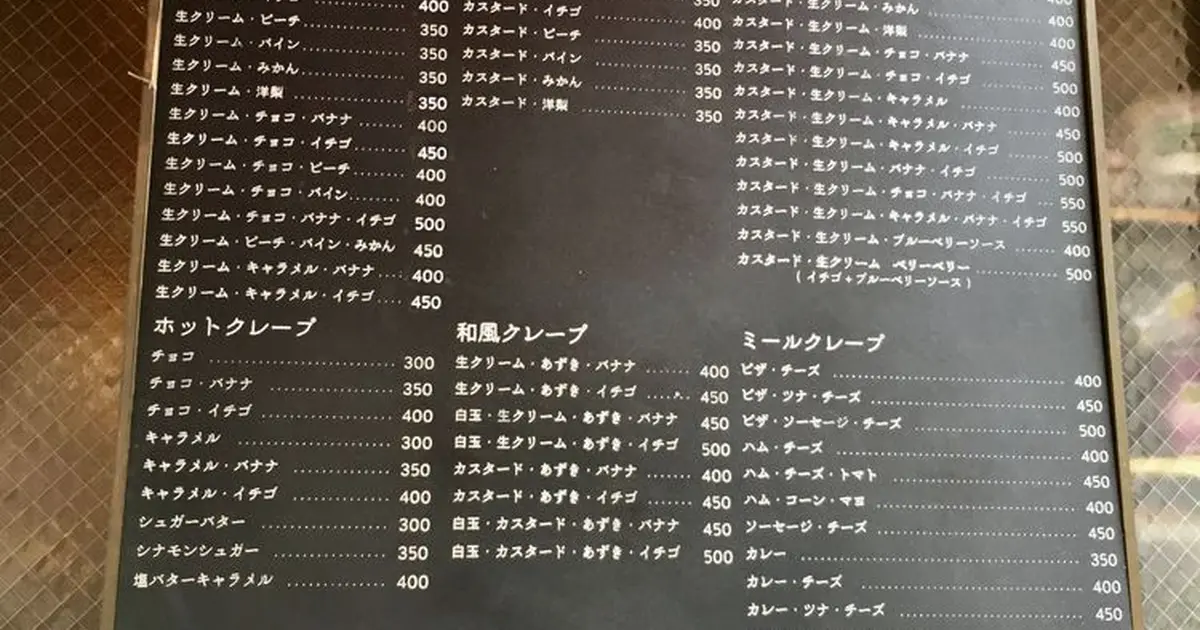 400
生クリーム・ピーチ 350
生クリーム・パイン 350
生クリーム・みかん 350
生クリーム・洋梨 350
生クリーム・チョコ・バナナ 400
生クリーム・チョコ・イチゴ 450
生クリーム・チョコ・ピーチ 400
生クリーム・チョコ・パイン 400
生クリーム・チョコ・バナナ・イチゴ 500
生クリーム・ピーチ・パイン・みかん 450
生クリーム・キャラメル・バナナ 400
生クリーム・キャラメル・イチゴ 450
カスタード・イチゴ 400
カスタード・ピーチ 350
カスタード・パイン 350
カスタード・みかん 350
カスタード・洋梨 350
カスタード・生クリーム・みかん 400
カスタード・生クリーム・洋梨 400
カスタード・生クリーム・チョコ・バナナ 450
カスタード・生クリーム・チョコ・イチゴ 500
カスタード・生クリーム・キャラメル 400
カスタード・生クリーム・キャラメル・バナナ 450
カスタード・生クリーム・キャラメル・イチゴ 500
カスタード・生クリーム・バナナ・イチゴ 500
カスタード・生クリーム・チョコ・バナナ・イチゴ 550
カスタード・生クリーム・キャラメル・バナナ・イチゴ 550
カスタード・生クリーム・ブルーベリーソース 400
カスタード・生クリーム ベリーベリー 500
(イチゴ+ブルーベリーソース)
ホットクレープ
チョコ 300
チョコ・バナナ 350
チョコ・イチゴ 400
キャラメル 300
キャラメル・バナナ 350
キャラメル・イチゴ 400
シュガーバター 300
シナモンシュガー 350
塩バターキャラメル 400
和風クレープ
生クリーム・あずき・バナナ 400
生クリーム・あずき・イチゴ 450
白玉・生クリーム・あずき・バナナ 450
白玉・生クリーム・あずき・イチゴ 500
カスタード・あずき・バナナ 400
カスタード・あずき・イチゴ 450
白玉・カスタード・あずき・バナナ 450
白玉・カスタード・あずき・イチゴ 500
ミールクレープ
ピザ・チーズ 400
ピザ・ツナ・チーズ 450
ピザ・ソーセージ・チーズ 500
ハム・チーズ 400
ハム・チーズ・トマト 450
ハム・コーン・マヨ 400
ソーセージ・チーズ 450
カレー 350
カレー・チーズ 400
カレー・ツナ・チーズ 450